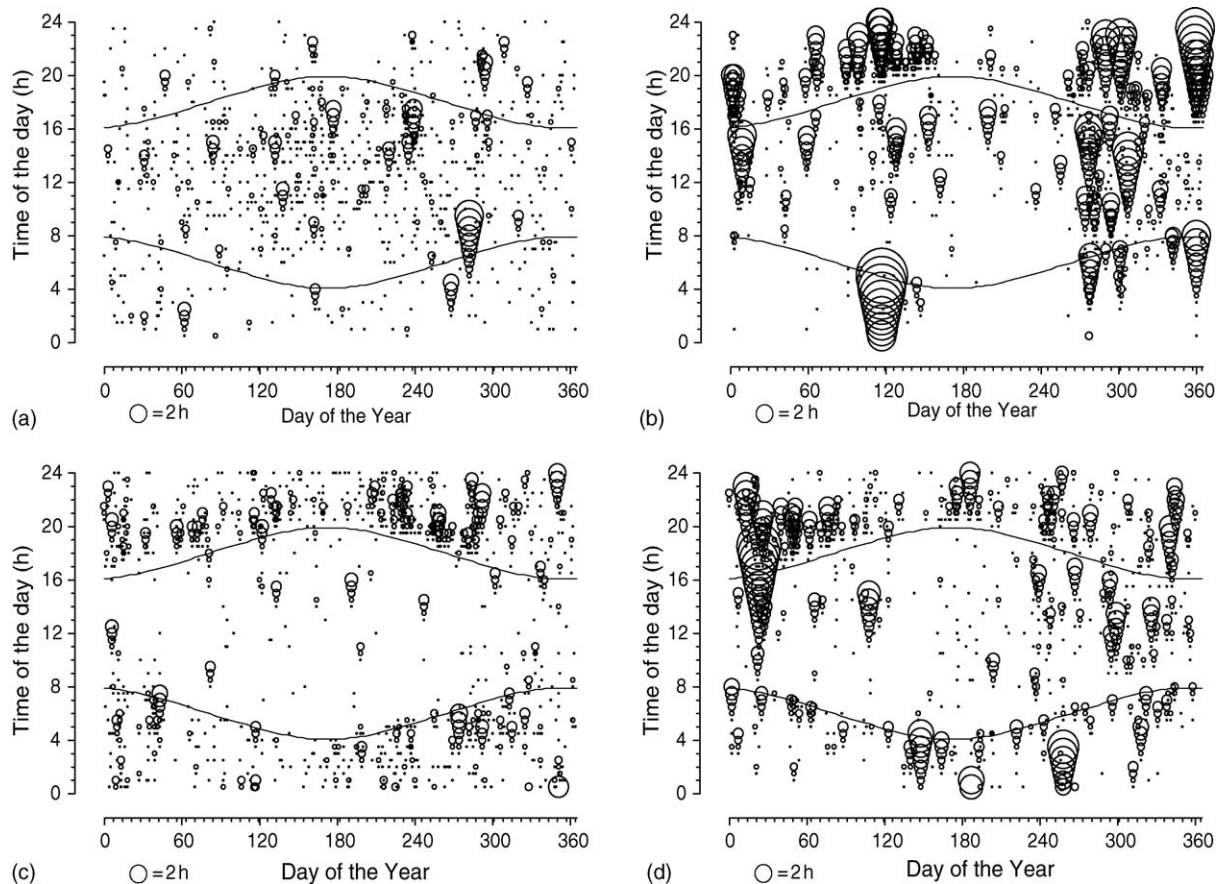 24
20
16
12
8
4
0
Time of the day (h)
0 60 120 180 240 300 360
(a) ○=2h Day of the Year
24
20
16
12
8
4
0
Time of the day (h)
0 60 120 180 240 300 360
(b) ○=2h Day of the Year
24
20
16
12
8
4
0
Time of the day (h)
0 60 120 180 240 300 360
(c) ○=2h Day of the Year
24
20
16
12
8
4
0
Time of the day (h)
0 60 120 180 240 300 360
(d) ○=2h Day of the Year